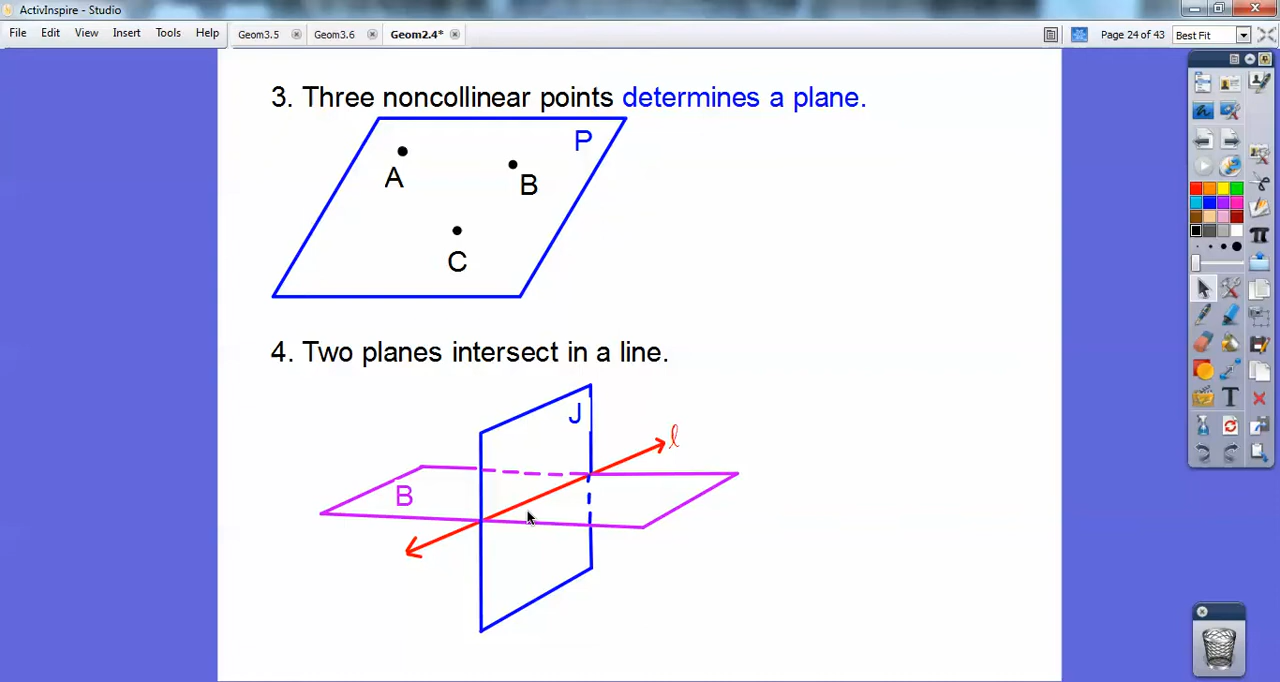 ActivInspire - Studio
File Edit View Insert Tools Help
Geom3.5 Geom3.6 Geom2.4* Page 24 of 43 Best Fit
3. Three noncollinear points determines a plane.
P
A
B
C
4. Two planes intersect in a line.
J
l
B